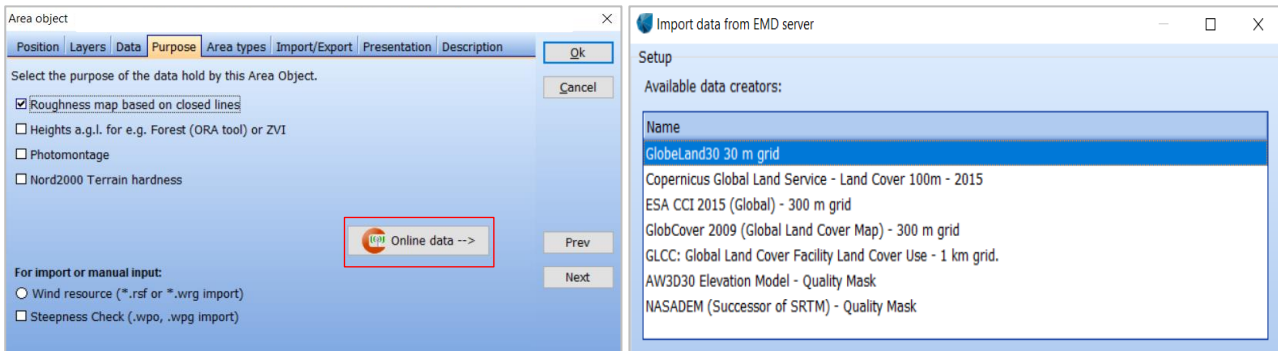 Area object
Position Layers Data Purpose Area types Import/Export Presentation Description
Select the purpose of the data hold by this Area Object.
Roughness map based on closed lines
Heights a.g.l. for e.g. Forest (ORA tool) or ZVI
Photomontage
Nord2000 Terrain hardness
Online data -->
For import or manual input:
Wind resource (*.rsf or *.wrg import)
Steepness Check (.wpo, .wpg import)
Ok
Cancel
Prev
Next
Import data from EMD server
Setup
Available data creators:
Name
GlobeLand30 30 m grid
Copernicus Global Land Service - Land Cover 100m - 2015
ESA CCI 2015 (Global) - 300 m grid
GlobCover 2009 (Global Land Cover Map) - 300 m grid
GLCC: Global Land Cover Facility Land Cover Use - 1 km grid.
AW3D30 Elevation Model - Quality Mask
NASADEM (Successor of SRTM) - Quality Mask